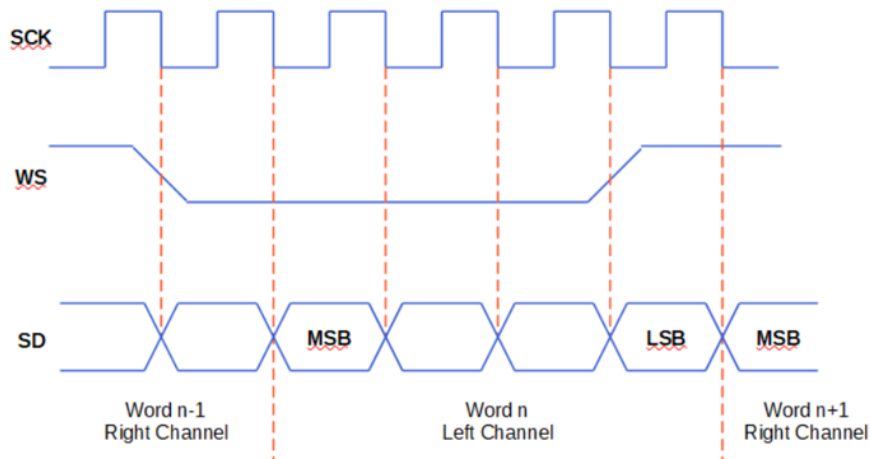 SCK
WS
SD
MSB
LSB
MSB
Word n-1
Right Channel
Word n
Left Channel
Word n+1
Right Channel